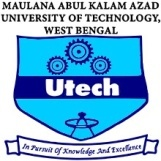 MAULANA ABUL KALAM AZAD
UNIVERSITY OF TECHNOLOGY,
WEST BENGAL
Utech
In Pursuit Of Knowledge And Excellence